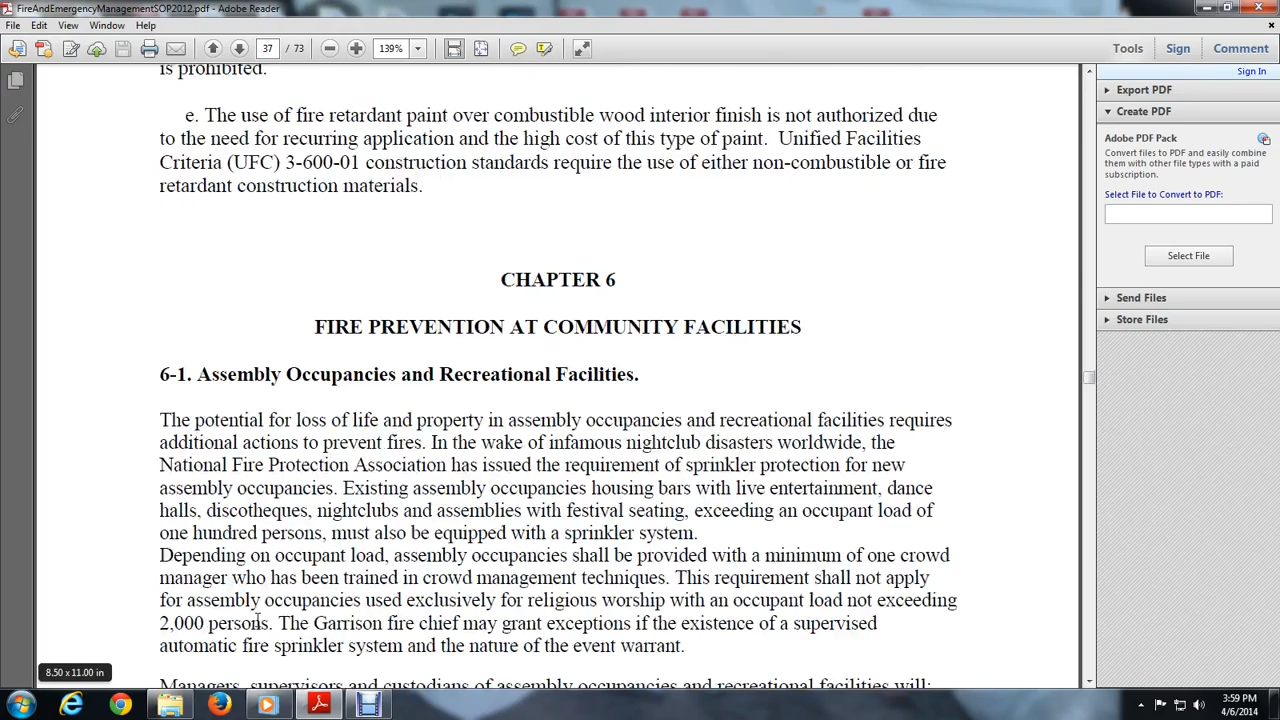 FireAndEmergencyManagementSOP2012.pdf - Adobe Reader
File Edit View Window Help
37 / 73 139% Tools Sign Comment
Sign In
Export PDF
Create PDF
Adobe PDF Pack
Convert files to PDF and easily combine
them with other file types with a paid
subscription.
Select File to Convert to PDF:
Select File
Send Files
Store Files
is prohibited.
e. The use of fire retardant paint over combustible wood interior finish is not authorized due
to the need for recurring application and the high cost of this type of paint. Unified Facilities
Criteria (UFC) 3-600-01 construction standards require the use of either non-combustible or fire
retardant construction materials.
CHAPTER 6
FIRE PREVENTION AT COMMUNITY FACILITIES
6-1. Assembly Occupancies and Recreational Facilities.
The potential for loss of life and property in assembly occupancies and recreational facilities requires
additional actions to prevent fires. In the wake of infamous nightclub disasters worldwide, the
National Fire Protection Association has issued the requirement of sprinkler protection for new
assembly occupancies. Existing assembly occupancies housing bars with live entertainment, dance
halls, discotheques, nightclubs and assemblies with festival seating, exceeding an occupant load of
one hundred persons, must also be equipped with a sprinkler system.
Depending on occupant load, assembly occupancies shall be provided with a minimum of one crowd
manager who has been trained in crowd management techniques. This requirement shall not apply
for assembly occupancies used exclusively for religious worship with an occupant load not exceeding
2,000 persons. The Garrison fire chief may grant exceptions if the existence of a supervised
automatic fire sprinkler system and the nature of the event warrant.
Managers, supervisors and custodians of assembly occupancies and recreational facilities will:
8.50 x 11.00 in
3:59 PM
4/6/2014